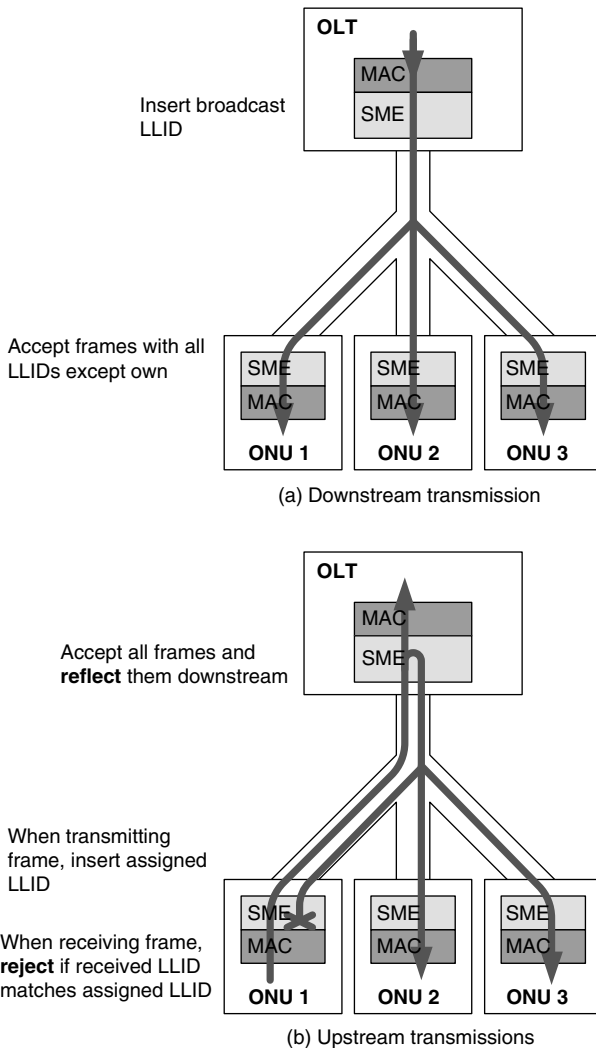 OLT
MAC
SME
Insert broadcast
LLID
Accept frames with all
LLIDs except own
SME
MAC
ONU 1
SME
MAC
ONU 2
SME
MAC
ONU 3
(a) Downstream transmission
OLT
MAC
SME
Accept all frames and
reflect them downstream
When transmitting
frame, insert assigned
LLID
When receiving frame,
reject if received LLID
matches assigned LLID
SME
MAC
ONU 1
SME
MAC
ONU 2
SME
MAC
ONU 3
(b) Upstream transmissions